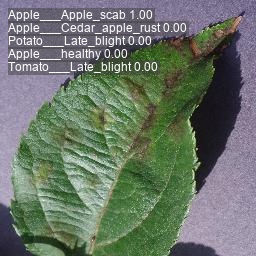 Apple___Apple_scab 1.00
Apple___Cedar_apple_rust 0.00
Potato___Late_blight 0.00
Apple___healthy 0.00
Tomato___Late_blight 0.00